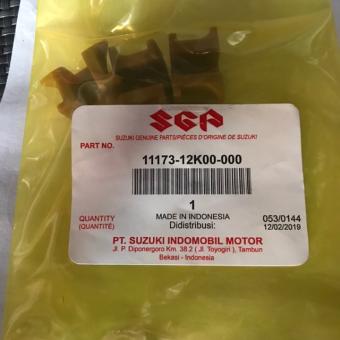 SGP
SUZUKI GENUINE PARTS/PIÈCES D'ORIGINE DE SUZUKI
PART NO.
11173-12K00-000
1
QUANTITY
(QUANTITÉ)
MADE IN INDONESIA
Didistribusi:
053/0144
12/02/2019
PT. SUZUKI INDOMOBIL MOTOR
Jl. P. Diponergoro Km. 38.2 ( Jl. Toyogiri ), Tambun
Bekasi - Indonesia